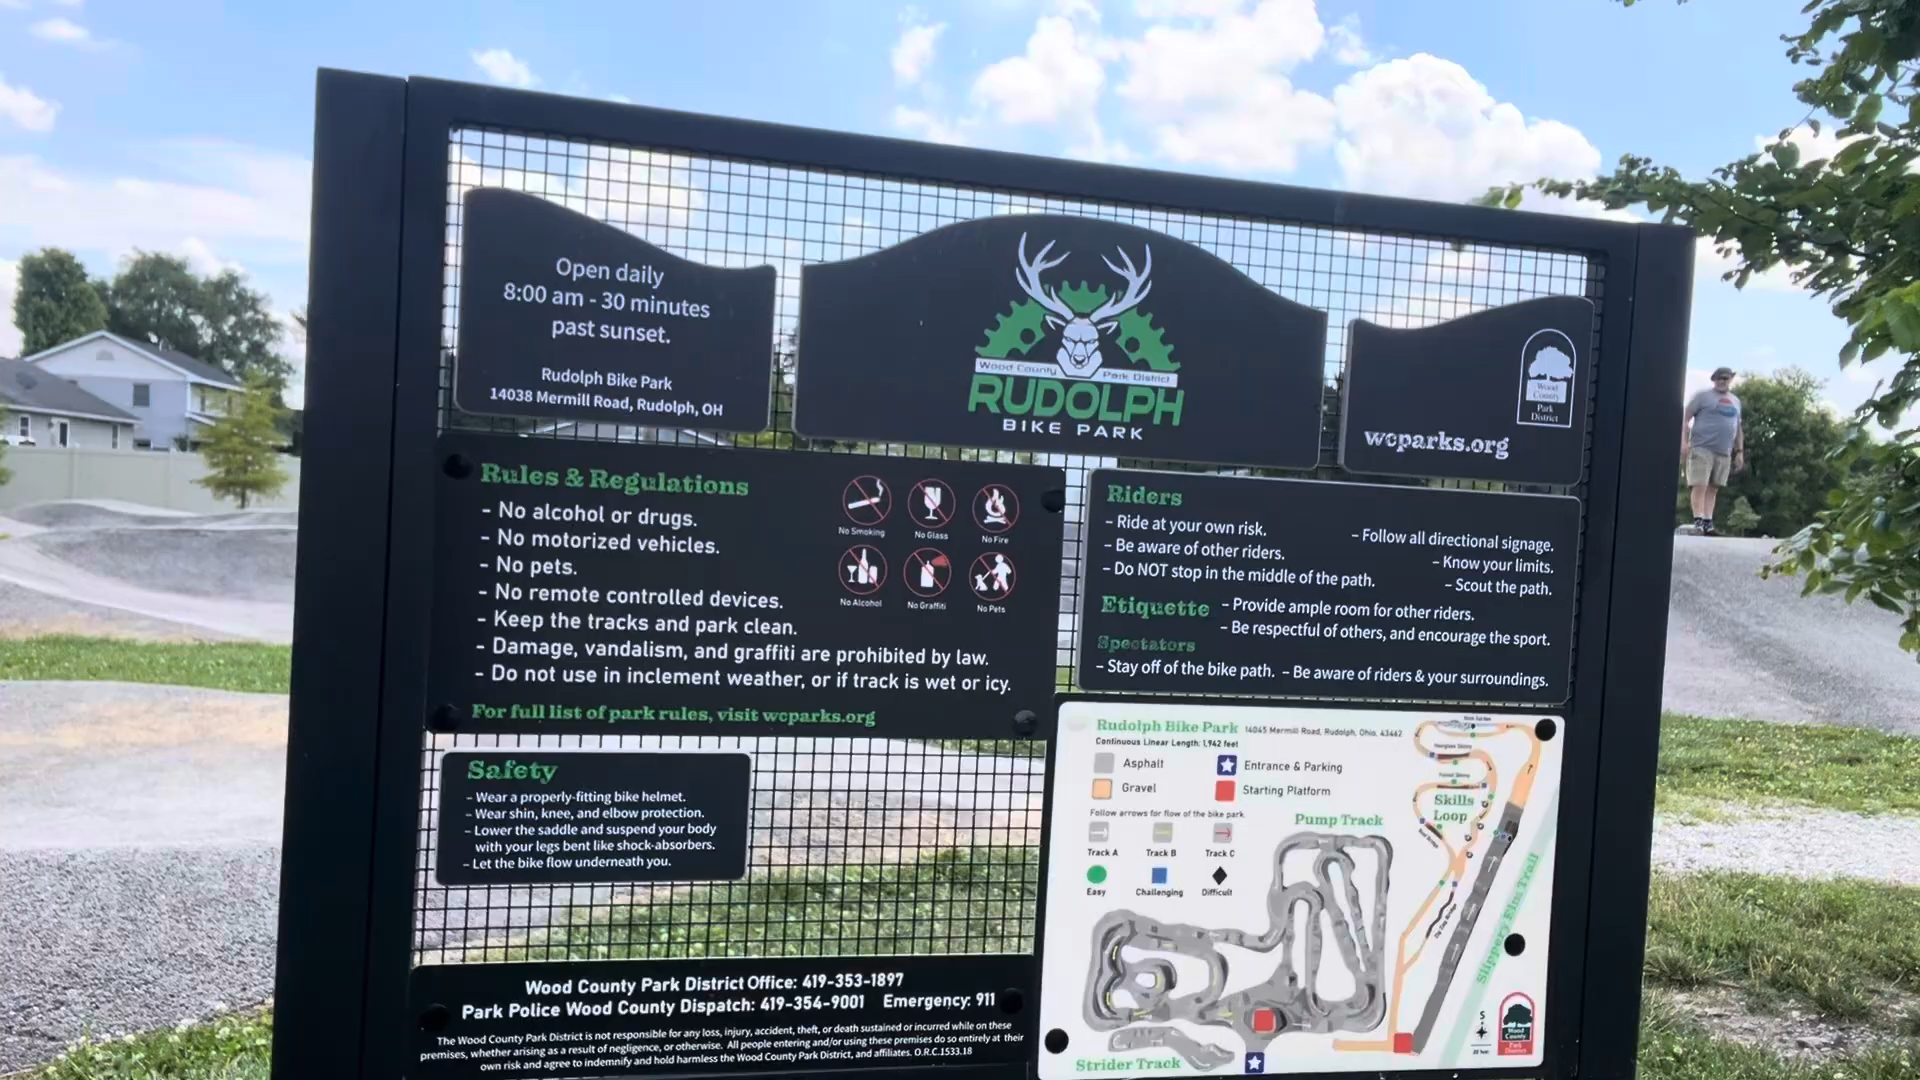 Open daily
8:00 am - 30 minutes
past sunset.
Rudolph Bike Park
14038 Mermill Road, Rudolph, OH
Wood County Park District
RUDOLPH
BIKE PARK
Wood
County
Park
District
wcparks.org
Rules & Regulations
- No alcohol or drugs.
- No motorized vehicles.
- No pets.
- No remote controlled devices.
- Keep the tracks and park clean.
- Damage, vandalism, and graffiti are prohibited by law.
- Do not use in inclement weather, or if track is wet or icy.
For full list of park rules, visit wcparks.org
No Smoking
No Glass
No Fire
No Alcohol
No Graffiti
No Pets
Riders
- Ride at your own risk.
- Be aware of other riders.
- Do NOT stop in the middle of the path.
- Follow all directional signage.
- Know your limits.
- Scout the path.
Etiquette
- Provide ample room for other riders.
- Be respectful of others, and encourage the sport.
Spectators
- Stay off of the bike path. - Be aware of riders & your surroundings.
Safety
- Wear a properly-fitting bike helmet.
- Wear shin, knee, and elbow protection.
- Lower the saddle and suspend your body
with your legs bent like shock-absorbers.
- Let the bike flow underneath you.
Wood County Park District Office: 419-353-1897
Park Police Wood County Dispatch: 419-354-9001 Emergency: 911
The Wood County Park District is not responsible for any loss, injury, accident, theft, or death sustained or incurred while on these
premises, whether arising as a result of negligence, or otherwise. All people entering and/or using these premises do so entirely at their
own risk and agree to indemnify and hold harmless the Wood County Park District, and affiliates. O.R.C.1533.18
Rudolph Bike Park 14045 Mermill Road, Rudolph, Ohio, 43462
Continuous Linear Length: 1,942 feet
Asphalt
Entrance & Parking
Gravel
Starting Platform
Follow arrows for flow of the bike park.
Track A
Track B
Track C
Easy
Challenging
Difficult
Pump Track
Skills
Loop
Slippery Elm Trail
Strider Track
S
Wood
County
Park
District